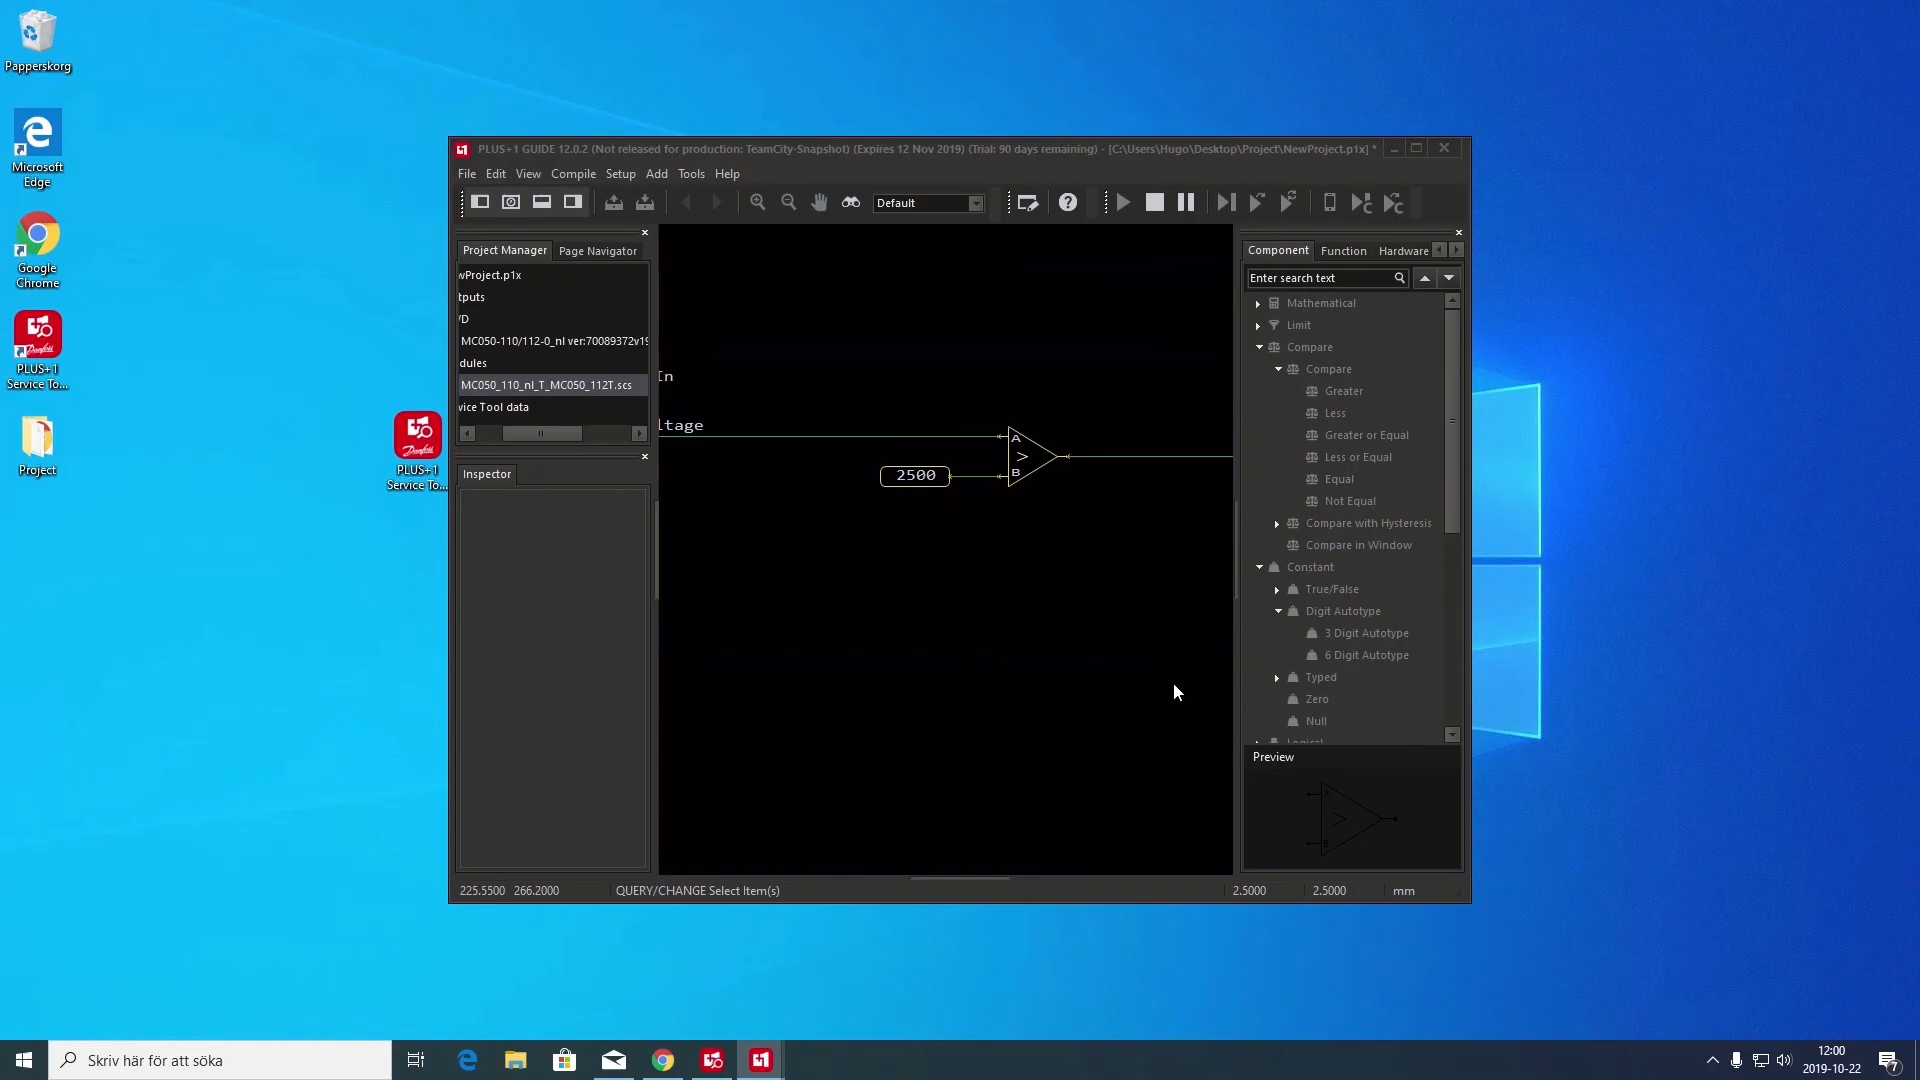 Papperskorg
Microsoft
Edge
Google
Chrome
PLUS+1
Service To...
Project
PLUS+1
Service To...
PLUS+1 GUIDE 12.0.2 (Not released for production: TeamCity-Snapshot) (Expires 12 Nov 2019) (Trial: 90 days remaining) - [C:\Users\Hugo\Desktop\Project\NewProject.p1x] *
File Edit View Compile Setup Add Tools Help
Default
Project Manager Page Navigator
wProject.p1x
tputs
/D
MC050-110/112-0_nl ver:70089372v19
dules
MC050_110_nl_T_MC050_112T.scs
vice Tool data
Inspector
In
ltage
A
>
B
2500
Component Function Hardware
Enter search text
Mathematical
Limit
Compare
Compare
Greater
Less
Greater or Equal
Less or Equal
Equal
Not Equal
Compare with Hysteresis
Compare in Window
Constant
True/False
Digit Autotype
3 Digit Autotype
6 Digit Autotype
Typed
Zero
Null
Logical
Preview
A
>
B
225.5500 266.2000 QUERY/CHANGE Select Item(s) 2.5000 2.5000 mm
Skriv här för att söka
12:00
2019-10-22
7